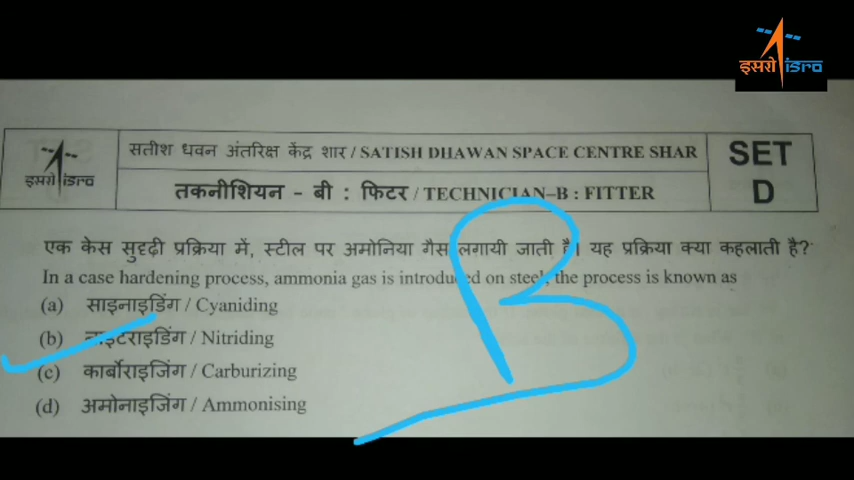 इसरो isro
इसरो isro
सतीश धवन अंतरिक्ष केंद्र शार / SATISH DHAWAN SPACE CENTRE SHAR
तकनीशियन - बी : फिटर / TECHNICIAN-B : FITTER
SET
D
एक केस सुदृढ़ी प्रक्रिया में, स्टील पर अमोनिया गैस लगायी जाती है। यह प्रक्रिया क्या कहलाती है?
In a case hardening process, ammonia gas is introduced on steel, the process is known as
(a) साइनाइडिंग / Cyaniding
(b) नाइटराइडिंग / Nitriding
(c) कार्बोराइजिंग / Carburizing
(d) अमोनाइजिंग / Ammonising
B